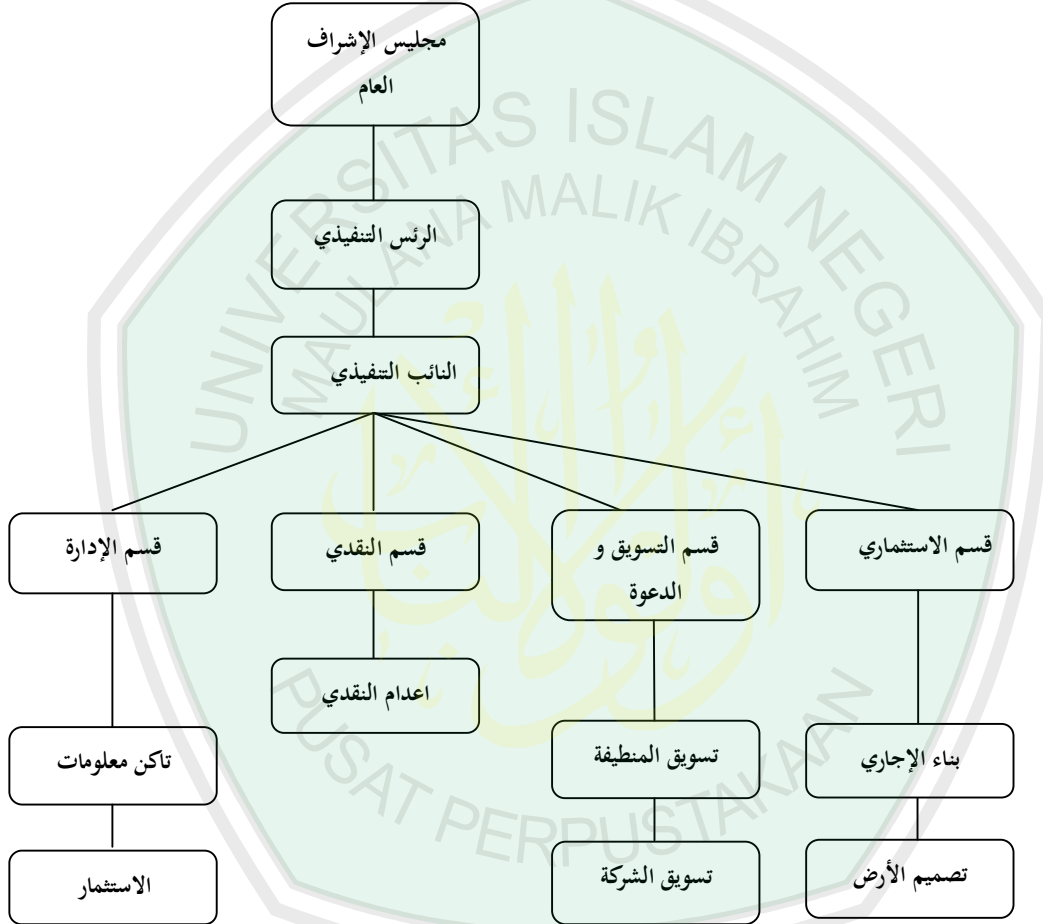 مجليس الإشراف
العام
الرئس التنفيذي
النائب التنفيذي
قسم الاستثماري
قسم التسويق و
الدعوة
قسم النقدي
قسم الإدارة
اعدام النقدي
بناء الإجاري
تسويق المنطيفة
تاكن معلومات
تصميم الأرض
تسويق الشركة
الاستثمار
UNIVERSITAS ISLAM NEGERI
MAULANA MALIK IBRAHIM
PUSAT PERPUSTAKAAN